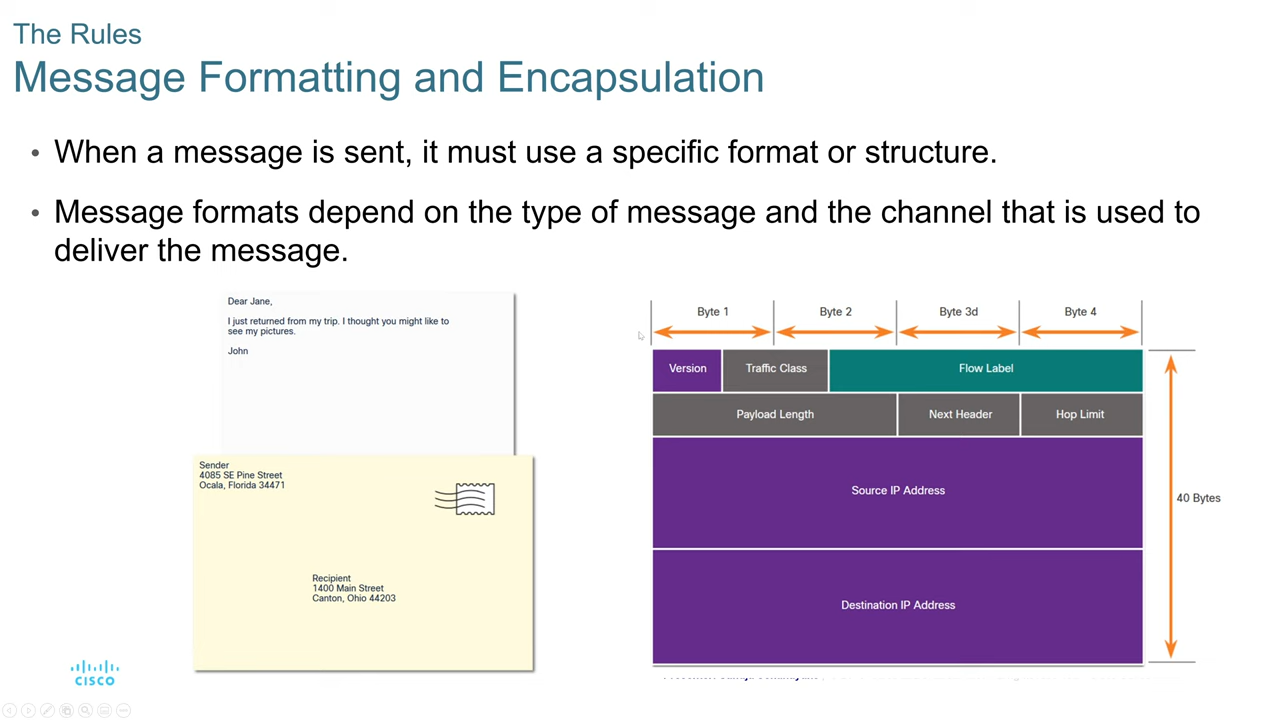 The Rules
Message Formatting and Encapsulation
• When a message is sent, it must use a specific format or structure.
• Message formats depend on the type of message and the channel that is used to
deliver the message.
Dear Jane,
I just returned from my trip. I thought you might like to
see my pictures.
John
Sender
4085 SE Pine Street
Ocala, Florida 34471
Recipient
1400 Main Street
Canton, Ohio 44203
Byte 1 Byte 2 Byte 3d Byte 4
Version Traffic Class Flow Label
Payload Length Next Header Hop Limit
Source IP Address
40 Bytes
Destination IP Address
CISCO